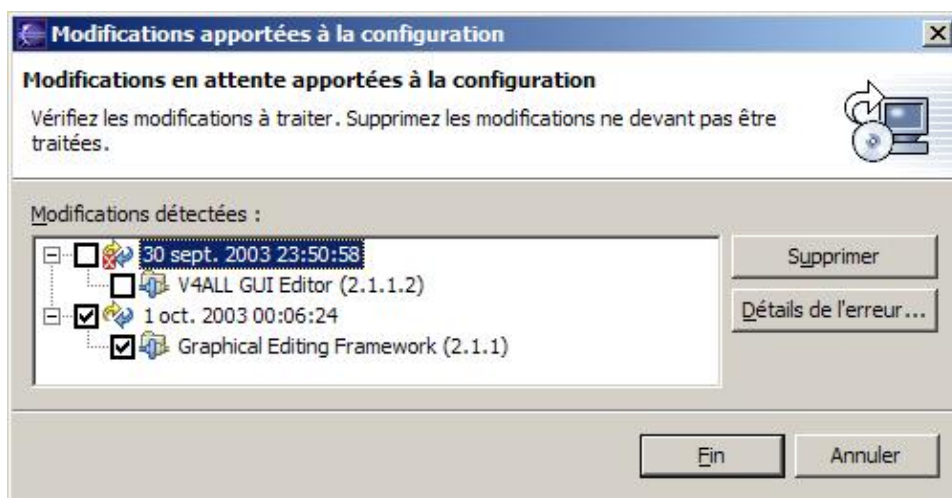 Modifications apportées à la configuration
Modifications en attente apportées à la configuration
Vérifiez les modifications à traiter. Supprimez les modifications ne devant pas être
traitées.
Modifications détectées :
30 sept. 2003 23:50:58
V4ALL GUI Editor (2.1.1.2)
1 oct. 2003 00:06:24
Graphical Editing Framework (2.1.1)
Supprimer
Détails de l'erreur...
Fin
Annuler